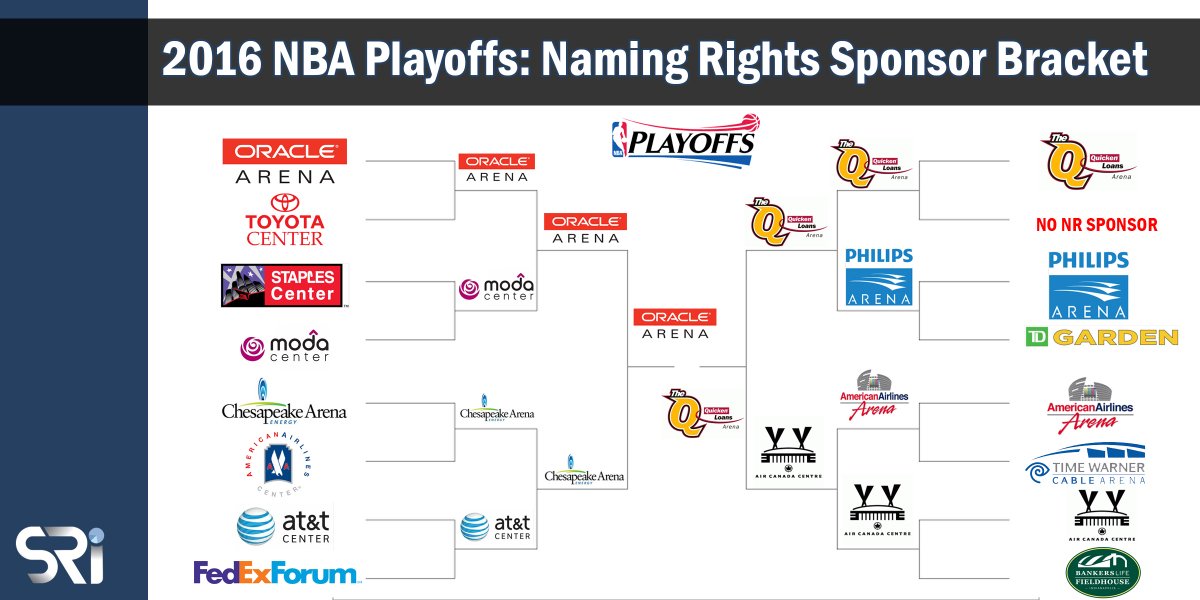 2016 NBA Playoffs: Naming Rights Sponsor Bracket
NBA PLAYOFFS
ORACLE
ARENA
TOYOTA
CENTER
STAPLES
Center
moda
center
Chesapeake Arena
ENERGY
AMERICANAIRLINES
AA
CENTER
at&t
CENTER
FedExForum
ORACLE
ARENA
moda
center
Chesapeake Arena
ENERGY
at&t
CENTER
ORACLE
ARENA
Chesapeake Arena
ENERGY
ORACLE
ARENA
The
Q
Quicken
Loans
Arena
The
Q
Quicken
Loans
Arena
AIR CANADA CENTRE
The
Q
Quicken
Loans
Arena
PHILIPS
ARENA
AmericanAirlines
Arena
AIR CANADA CENTRE
The
Q
Quicken
Loans
Arena
NO NR SPONSOR
PHILIPS
ARENA
TD GARDEN
AmericanAirlines
Arena
TIME WARNER
CABLE ARENA
AIR CANADA CENTRE
BANKERS LIFE
FIELDHOUSE
INDIANAPOLIS
SRi